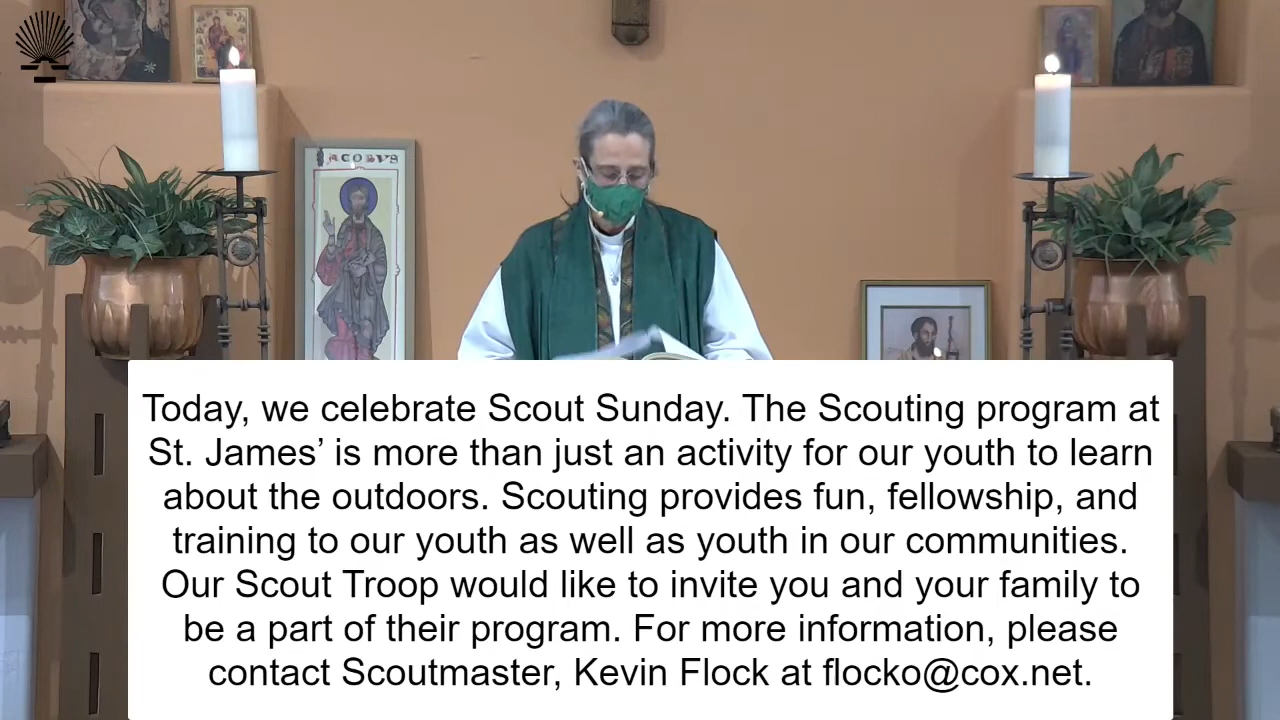 JACOBVS
Today, we celebrate Scout Sunday. The Scouting program at
St. James’ is more than just an activity for our youth to learn
about the outdoors. Scouting provides fun, fellowship, and
training to our youth as well as youth in our communities.
Our Scout Troop would like to invite you and your family to
be a part of their program. For more information, please
contact Scoutmaster, Kevin Flock at flocko@cox.net.